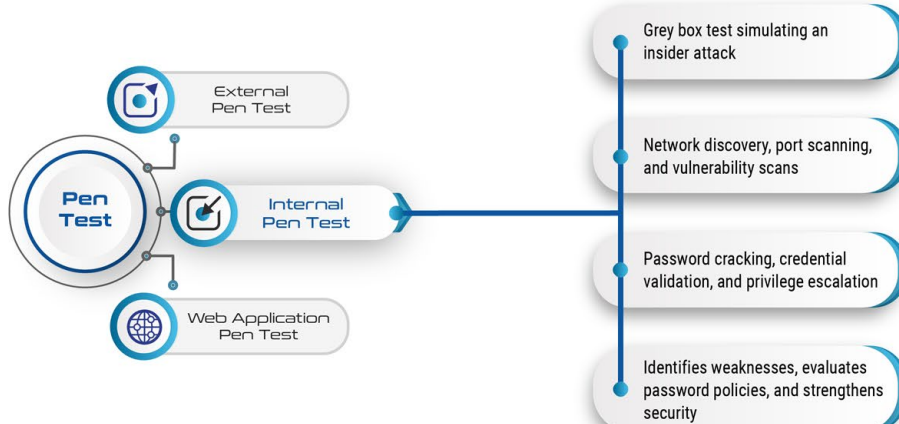 Pen
Test
External
Pen Test
Internal
Pen Test
Web Application
Pen Test
Grey box test simulating an
insider attack
Network discovery, port scanning,
and vulnerability scans
Password cracking, credential
validation, and privilege escalation
Identifies weaknesses, evaluates
password policies, and strengthens
security